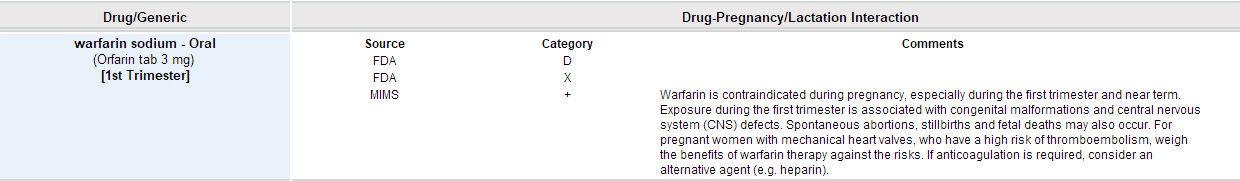 Drug/Generic Drug-Pregnancy/Lactation Interaction
warfarin sodium - Oral Source Category Comments
(Orfarin tab 3 mg) FDA D
[1st Trimester] FDA X
MIMS + Warfarin is contraindicated during pregnancy, especially during the first trimester and near term.
Exposure during the first trimester is associated with congenital malformations and central nervous
system (CNS) defects. Spontaneous abortions, stillbirths and fetal deaths may also occur. For
pregnant women with mechanical heart valves, who have a high risk of thromboembolism, weigh
the benefits of warfarin therapy against the risks. If anticoagulation is required, consider an
alternative agent (e.g. heparin).